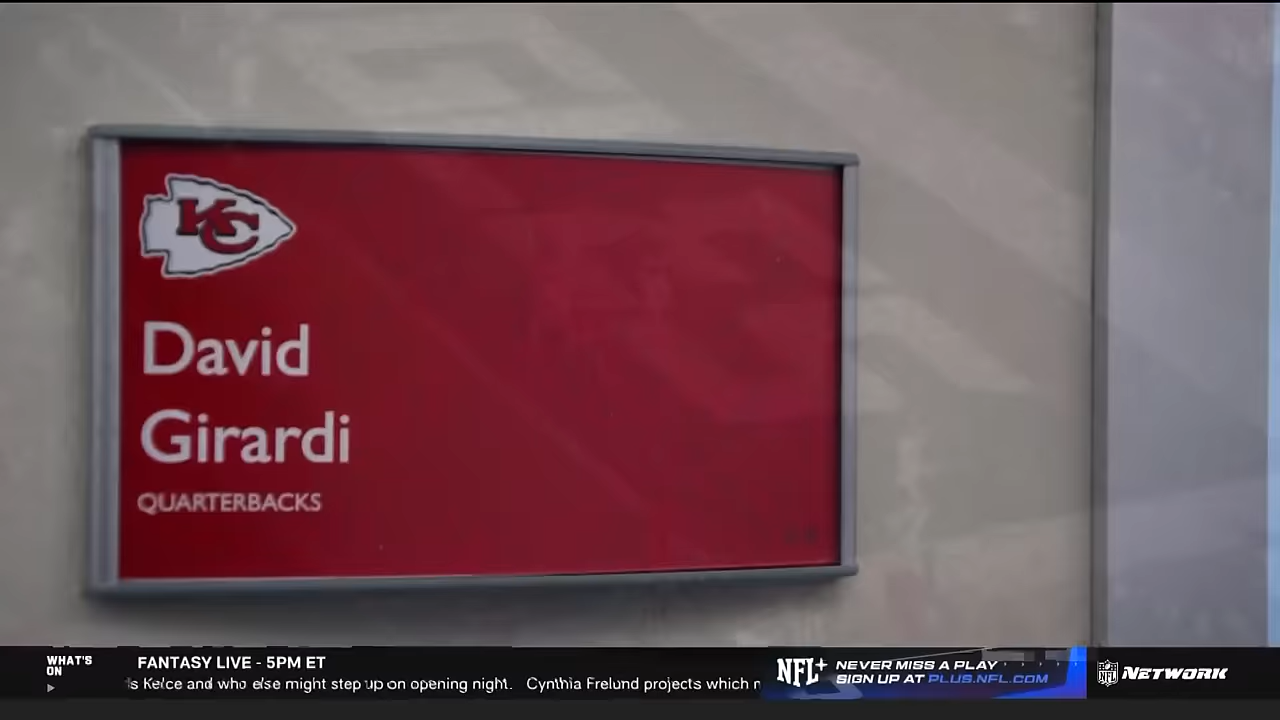 KC
David
Girardi
QUARTERBACKS
WHAT'S
ON
FANTASY LIVE - 5PM ET
s Kelce and who else might step up on opening night. Cynthia Frelund projects which
NFL+
NEVER MISS A PLAY
SIGN UP AT PLUS.NFL.COM
NFL
NETWORK